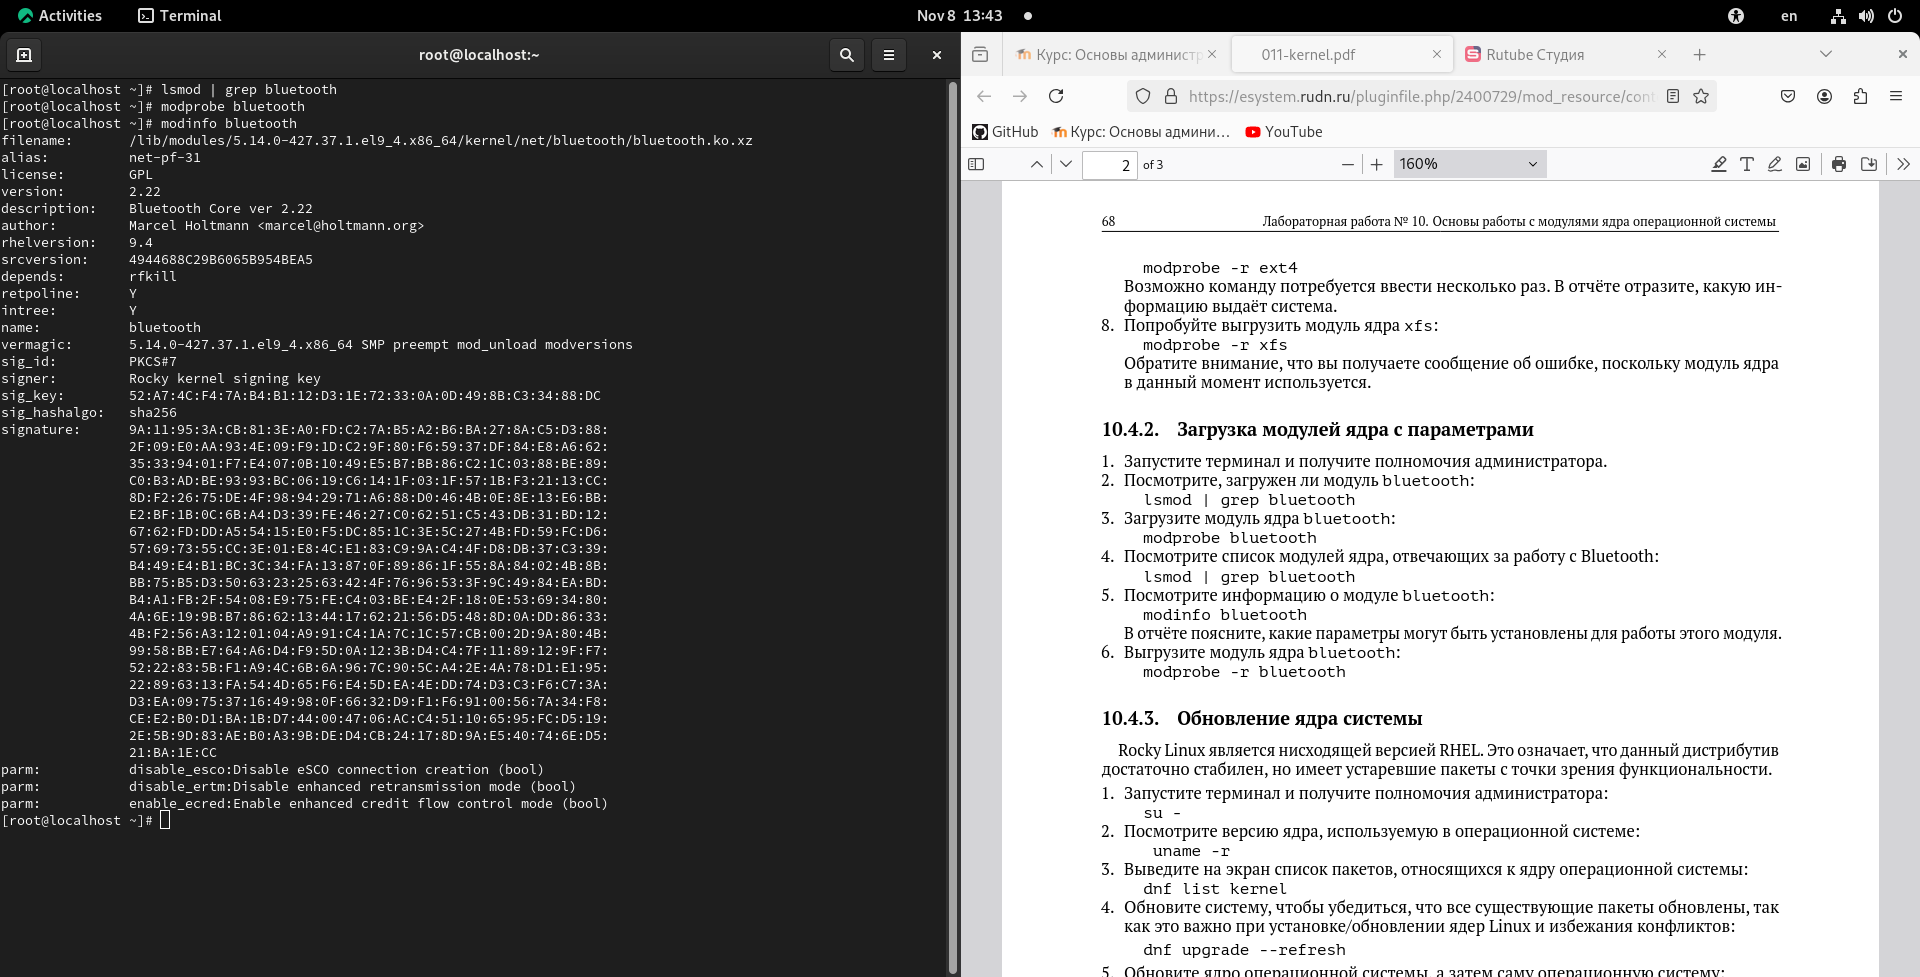 Activities
Terminal
Nov 8 13:43
en
root@localhost:~
[root@localhost ~]# lsmod | grep bluetooth
[root@localhost ~]# modprobe bluetooth
[root@localhost ~]# modinfo bluetooth
filename: /lib/modules/5.14.0-427.37.1.el9_4.x86_64/kernel/net/bluetooth/bluetooth.ko.xz
alias: net-pf-31
license: GPL
version: 2.22
description: Bluetooth Core ver 2.22
author: Marcel Holtmann <marcel@holtmann.org>
rhelversion: 9.4
srcversion: 4944688C29B6065B954BEA5
depends: rfkill
retpoline: Y
intree: Y
name: bluetooth
vermagic: 5.14.0-427.37.1.el9_4.x86_64 SMP preempt mod_unload modversions
sig_id: PKCS#7
signer: Rocky kernel signing key
sig_key: 52:A7:4C:F4:7A:B4:B1:12:D3:1E:72:33:0A:0D:49:8B:C3:34:88:DC
sig_hashalgo: sha256
signature: 9A:11:95:3A:CB:81:3E:A0:FD:C2:7A:B5:A2:B6:BA:27:8A:C5:D3:88:
2F:09:E0:AA:93:4E:09:F9:1D:C2:9F:80:F6:59:37:DF:84:E8:A6:62:
35:33:94:01:F7:E4:07:0B:10:49:E5:B7:BB:86:C2:1C:03:88:BE:89:
C0:B3:AD:BE:93:93:BC:06:19:C6:14:1F:03:1F:57:1B:F3:21:13:CC:
8D:F2:26:75:DE:4F:98:94:29:71:A6:88:D0:46:4B:0E:8E:13:E6:BB:
E2:BF:1B:0C:6B:A4:D3:39:FE:46:27:C0:62:51:C5:43:DB:31:BD:12:
67:62:FD:DD:A5:54:15:E0:F5:DC:85:1C:3E:5C:27:4B:FD:59:FC:D6:
57:69:73:55:CC:3E:01:E8:4C:E1:83:C9:9A:C4:4F:D8:DB:37:C3:39:
B4:49:E4:B1:BC:3C:34:FA:13:87:0F:89:86:1F:55:8A:84:02:4B:8B:
BB:75:B5:D3:50:63:23:25:63:42:4F:76:96:53:3F:9C:49:84:EA:BD:
B4:A1:FB:2F:54:08:E9:75:FE:C4:03:BE:E4:2F:18:0E:53:69:34:80:
4A:6E:19:9B:B7:86:62:13:44:17:62:21:56:D5:48:8D:0A:DD:86:33:
4B:F2:56:A3:12:01:04:A9:91:C4:1A:7C:1C:57:CB:00:2D:9A:80:4B:
99:58:BB:E7:64:A6:D4:F9:5D:0A:12:3B:D4:C4:7F:11:89:12:9F:F7:
52:22:83:5B:F1:A9:4C:6B:6A:96:7C:90:5C:A4:2E:4A:78:D1:E1:95:
22:89:63:13:FA:54:4D:65:F6:E4:5D:EA:4E:DD:74:D3:C3:F6:C7:3A:
D3:EA:09:75:37:16:49:98:0F:66:32:D9:F1:F6:91:00:56:7A:34:F8:
CE:E2:B0:D1:BA:1B:D7:44:00:47:06:AC:C4:51:10:65:95:FC:D5:19:
2E:5B:9D:83:AE:B0:A3:9B:DE:D4:CB:24:17:8D:9A:E5:40:74:6E:D5:
21:BA:1E:CC
parm: disable_esco:Disable eSCO connection creation (bool)
parm: disable_ertm:Disable enhanced retransmission mode (bool)
parm: enable_ecred:Enable enhanced credit flow control mode (bool)
[root@localhost ~]#
Курс: Основы администр
011-kernel.pdf
Rutube Студия
https://esystem.rudn.ru/pluginfile.php/2400729/mod_resource/cont
GitHub
Курс: Основы админи…
YouTube
2 of 3
160%
68 Лабораторная работа № 10. Основы работы с модулями ядра операционной системы
modprobe -r ext4
Возможно команду потребуется ввести несколько раз. В отчёте отразите, какую ин-
формацию выдаёт система.
8. Попробуйте выгрузить модуль ядра xfs:
modprobe -r xfs
Обратите внимание, что вы получаете сообщение об ошибке, поскольку модуль ядра
в данный момент используется.
10.4.2. Загрузка модулей ядра с параметрами
1. Запустите терминал и получите полномочия администратора.
2. Посмотрите, загружен ли модуль bluetooth:
lsmod | grep bluetooth
3. Загрузите модуль ядра bluetooth:
modprobe bluetooth
4. Посмотрите список модулей ядра, отвечающих за работу с Bluetooth:
lsmod | grep bluetooth
5. Посмотрите информацию о модуле bluetooth:
modinfo bluetooth
В отчёте поясните, какие параметры могут быть установлены для работы этого модуля.
6. Выгрузите модуль ядра bluetooth:
modprobe -r bluetooth
10.4.3. Обновление ядра системы
Rocky Linux является нисходящей версией RHEL. Это означает, что данный дистрибутив
достаточно стабилен, но имеет устаревшие пакеты с точки зрения функциональности.
1. Запустите терминал и получите полномочия администратора:
su -
2. Посмотрите версию ядра, используемую в операционной системе:
uname -r
3. Выведите на экран список пакетов, относящихся к ядру операционной системы:
dnf list kernel
4. Обновите систему, чтобы убедиться, что все существующие пакеты обновлены, так
как это важно при установке/обновлении ядер Linux и избежания конфликтов:
dnf upgrade --refresh
5. Обновите ядро операционной системы, а затем саму операционную систему: